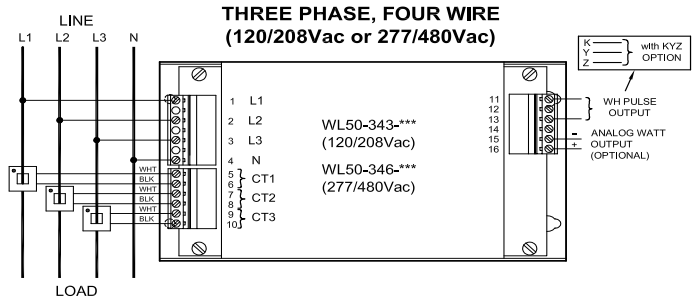 THREE PHASE, FOUR WIRE
(120/208Vac or 277/480Vac)
LINE
L1 L2 L3 N
K
Y
Z
with KYZ
OPTION
1 L1
2 L2
3 L3
4 N
WHT 5
BLK 6
CT1
WHT 7
BLK 8
CT2
WHT 9
BLK 10
CT3
WL50-343-***
(120/208Vac)
WL50-346-***
(277/480Vac)
11
12
13
14
15 -
16 +
WH PULSE
OUTPUT
ANALOG WATT
OUTPUT
(OPTIONAL)
LOAD